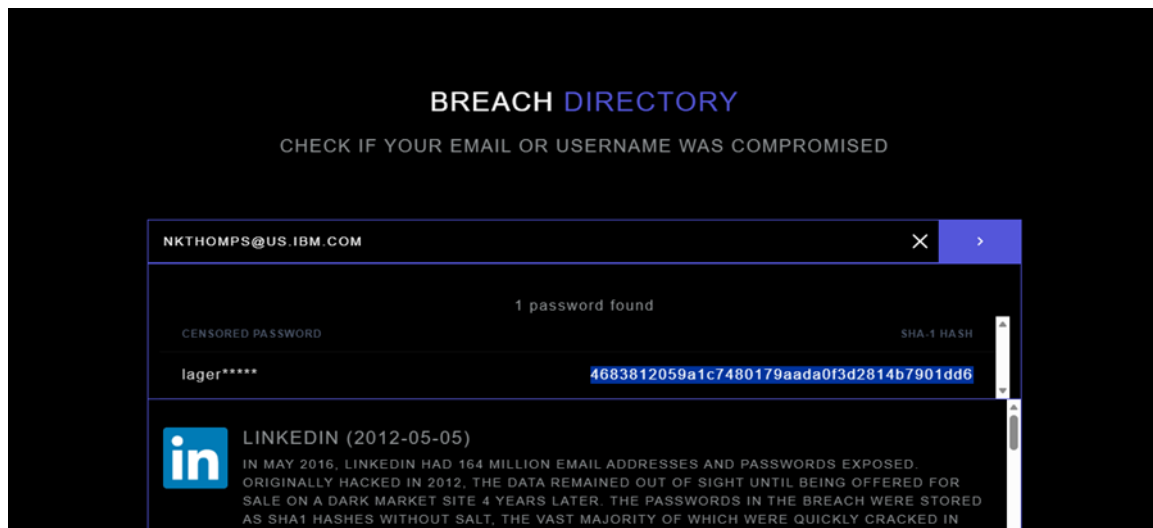 BREACH DIRECTORY
CHECK IF YOUR EMAIL OR USERNAME WAS COMPROMISED
NKTHOMPS@US.IBM.COM
1 password found
CENSORED PASSWORD SHA-1 HASH
lager***** 4683812059a1c7480179aada0f3d2814b7901dd6
in
LINKEDIN (2012-05-05)
IN MAY 2016, LINKEDIN HAD 164 MILLION EMAIL ADDRESSES AND PASSWORDS EXPOSED.
ORIGINALLY HACKED IN 2012, THE DATA REMAINED OUT OF SIGHT UNTIL BEING OFFERED FOR
SALE ON A DARK MARKET SITE 4 YEARS LATER. THE PASSWORDS IN THE BREACH WERE STORED
AS SHA1 HASHES WITHOUT SALT, THE VAST MAJORITY OF WHICH WERE QUICKLY CRACKED IN